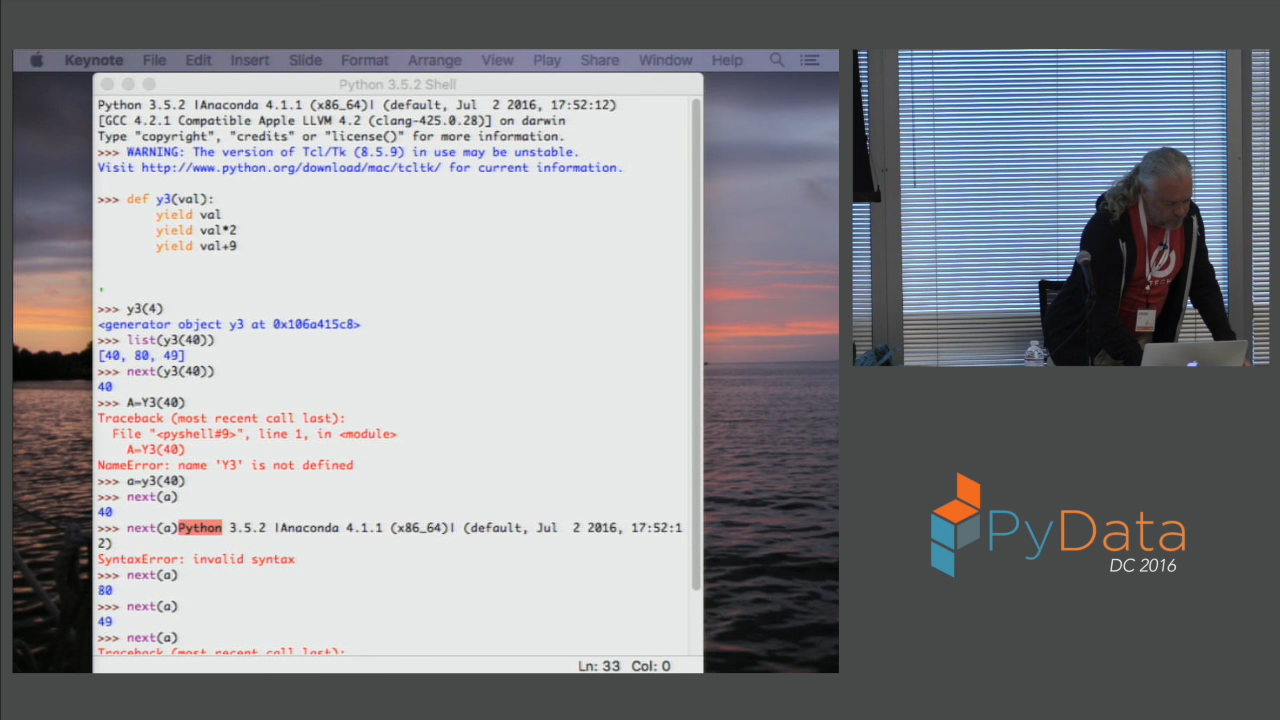 Keynote File Edit Insert Slide Format Arrange View Play Share Window Help
Python 3.5.2 Shell
Python 3.5.2 |Anaconda 4.1.1 (x86_64)| (default, Jul  2 2016, 17:52:12)
[GCC 4.2.1 Compatible Apple LLVM 4.2 (clang-425.0.28)] on darwin
Type "copyright", "credits" or "license()" for more information.
>>> WARNING: The version of Tcl/Tk (8.5.9) in use may be unstable.
Visit http://www.python.org/download/mac/tcltk/ for current information.
>>> def y3(val):
yield val
yield val*2
yield val+9
'
>>> y3(4)
<generator object y3 at 0x106a415c8>
>>> list(y3(40))
[40, 80, 49]
>>> next(y3(40))
40
>>> A=Y3(40)
Traceback (most recent call last):
File "<pyshell#9>", line 1, in <module>
A=Y3(40)
NameError: name 'Y3' is not defined
>>> a=y3(40)
>>> next(a)
40
>>> next(a)Python 3.5.2 |Anaconda 4.1.1 (x86_64)| (default, Jul  2 2016, 17:52:1
2)
SyntaxError: invalid syntax
>>> next(a)
80
>>> next(a)
49
>>> next(a)
Traceback (most recent call last):
Ln: 33 Col: 0
PyData
DC 2016